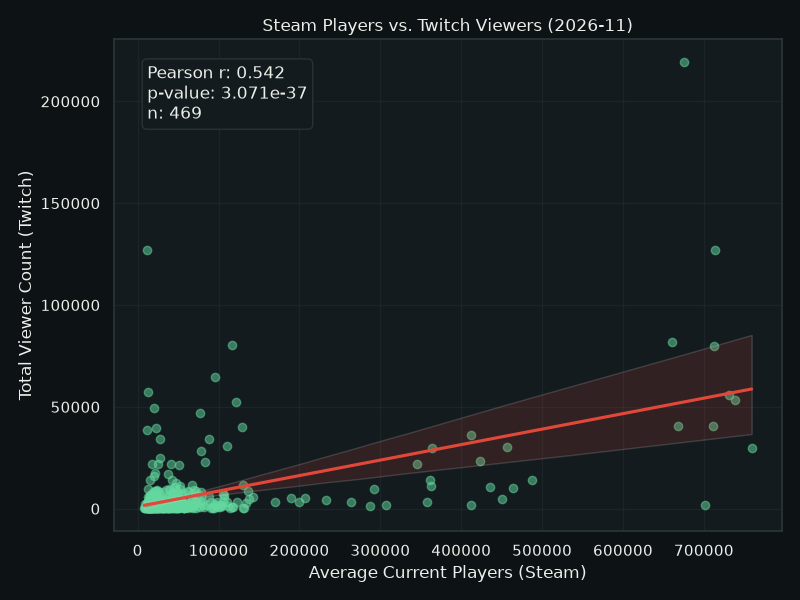 Steam Players vs. Twitch Viewers (2026-11)
Pearson r: 0.542
p-value: 3.071e-37
n: 469
Total Viewer Count (Twitch)
200000
150000
100000
50000
0
0 100000 200000 300000 400000 500000 600000 700000
Average Current Players (Steam)